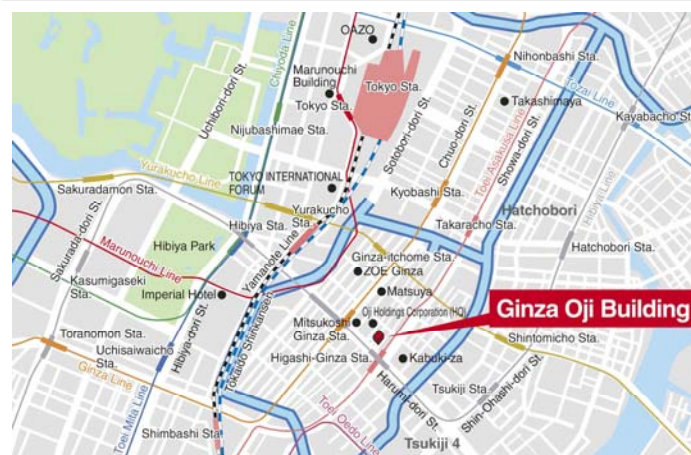 OAZO
Nihonbashi Sta.
Chiyoda Line
Marunouchi
Building
Tokyo Sta.
Tokyo Sta.
Tozai Line
Uchibori-dori St.
Takashimaya
Kayabacho St
Nijubashimae Sta.
Sotobori-dori St.
Chuo-dori St.
Toei Asakusa Line
Showa-dori St.
Yurakucho Line
TOKYO INTERNATIONAL
FORUM
Kyobashi Sta.
Hibiya Line
Sakuradamon Sta.
Yurakucho
Sta.
Hatchobori
Hibiya Sta.
Takaracho Sta.
Sakurada-dori St.
Marunouchi Line
Hibiya Park
Yamanote Line
Ginza-itchome Sta.
Hatchobori Sta.
ZOE Ginza
Kasumigaseki
Sta.
Imperial Hotel
Matsuya
Oji Holdings Corporation (HQ)
Ginza Oji Building
Toranomon Sta.
Hibiya-dori St.
Tokaido Shinkansen
Mitsukoshi
Ginza Sta.
Shintomicho Sta.
Uchisaiwaicho
Sta.
Higashi-Ginza Sta.
Kabuki-za
Ginza Line
Harumi-dori St.
Tsukiji Sta.
Shin-Ohashi-dori St.
Toei Mita Line
Shimbashi Sta
Toei Oedo Line
Tsukiji 4